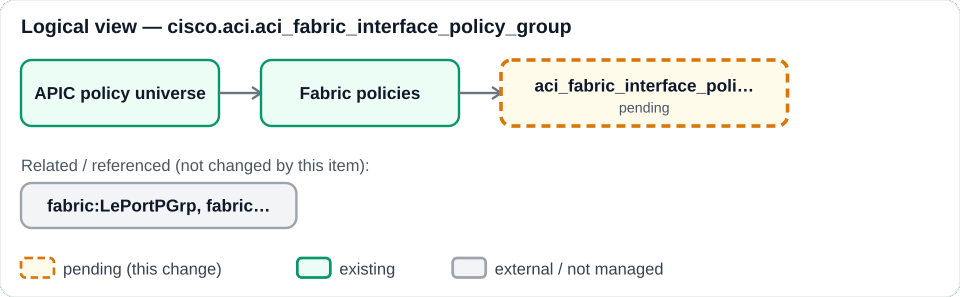 Logical view — cisco.aci.aci_fabric_interface_policy_group
APIC policy universe
Fabric policies
aci_fabric_interface_poli…
pending
Related / referenced (not changed by this item):
fabric:LePortPGrp, fabric…
pending (this change)
existing
external / not managed